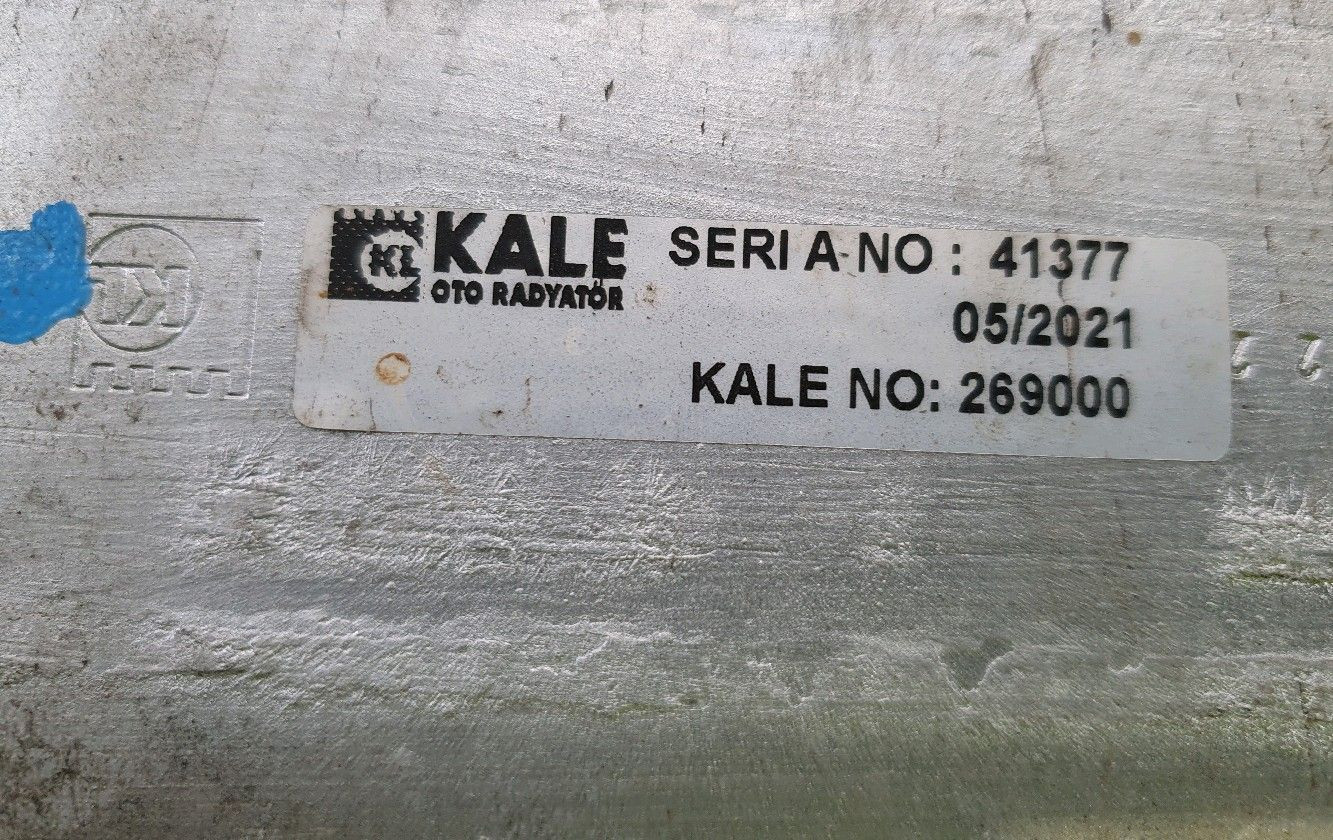 KALE
OTO RADYATÖR
SERI A-NO : 41377
05/2021
KALE NO: 269000